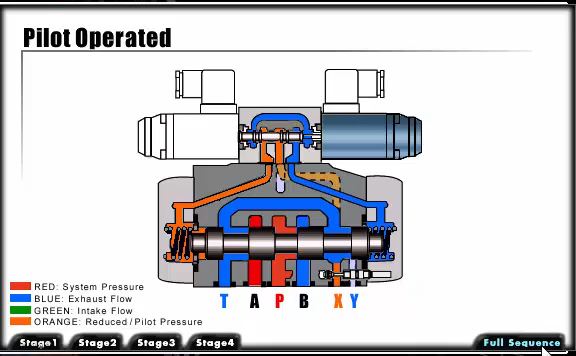 Pilot Operated
T A P B X Y
RED: System Pressure
BLUE: Exhaust Flow
GREEN: Intake Flow
ORANGE: Reduced / Pilot Pressure
Stage1 Stage2 Stage3 Stage4 Full Sequence